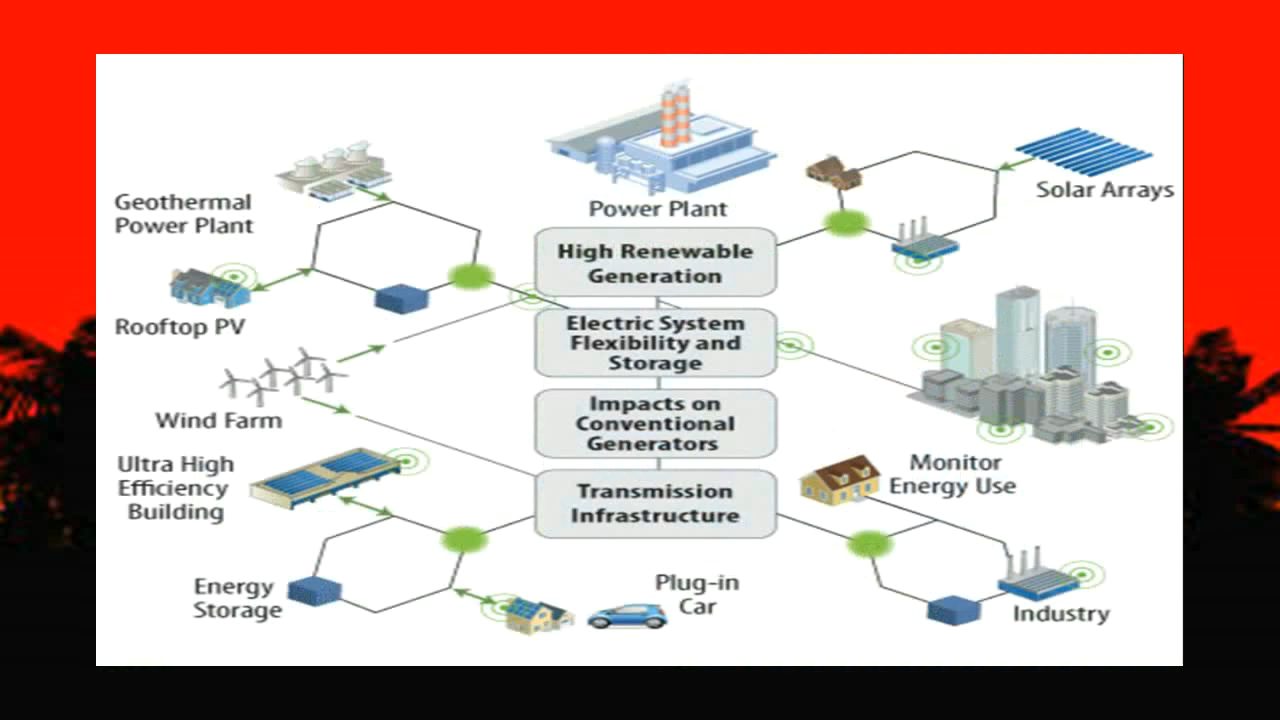 Power Plant
Geothermal
Power Plant
Solar Arrays
High Renewable
Generation
Rooftop PV
Electric System
Flexibility and
Storage
Wind Farm
Impacts on
Conventional
Generators
Ultra High
Efficiency
Building
Monitor
Energy Use
Transmission
Infrastructure
Energy
Storage
Plug-in
Car
Industry